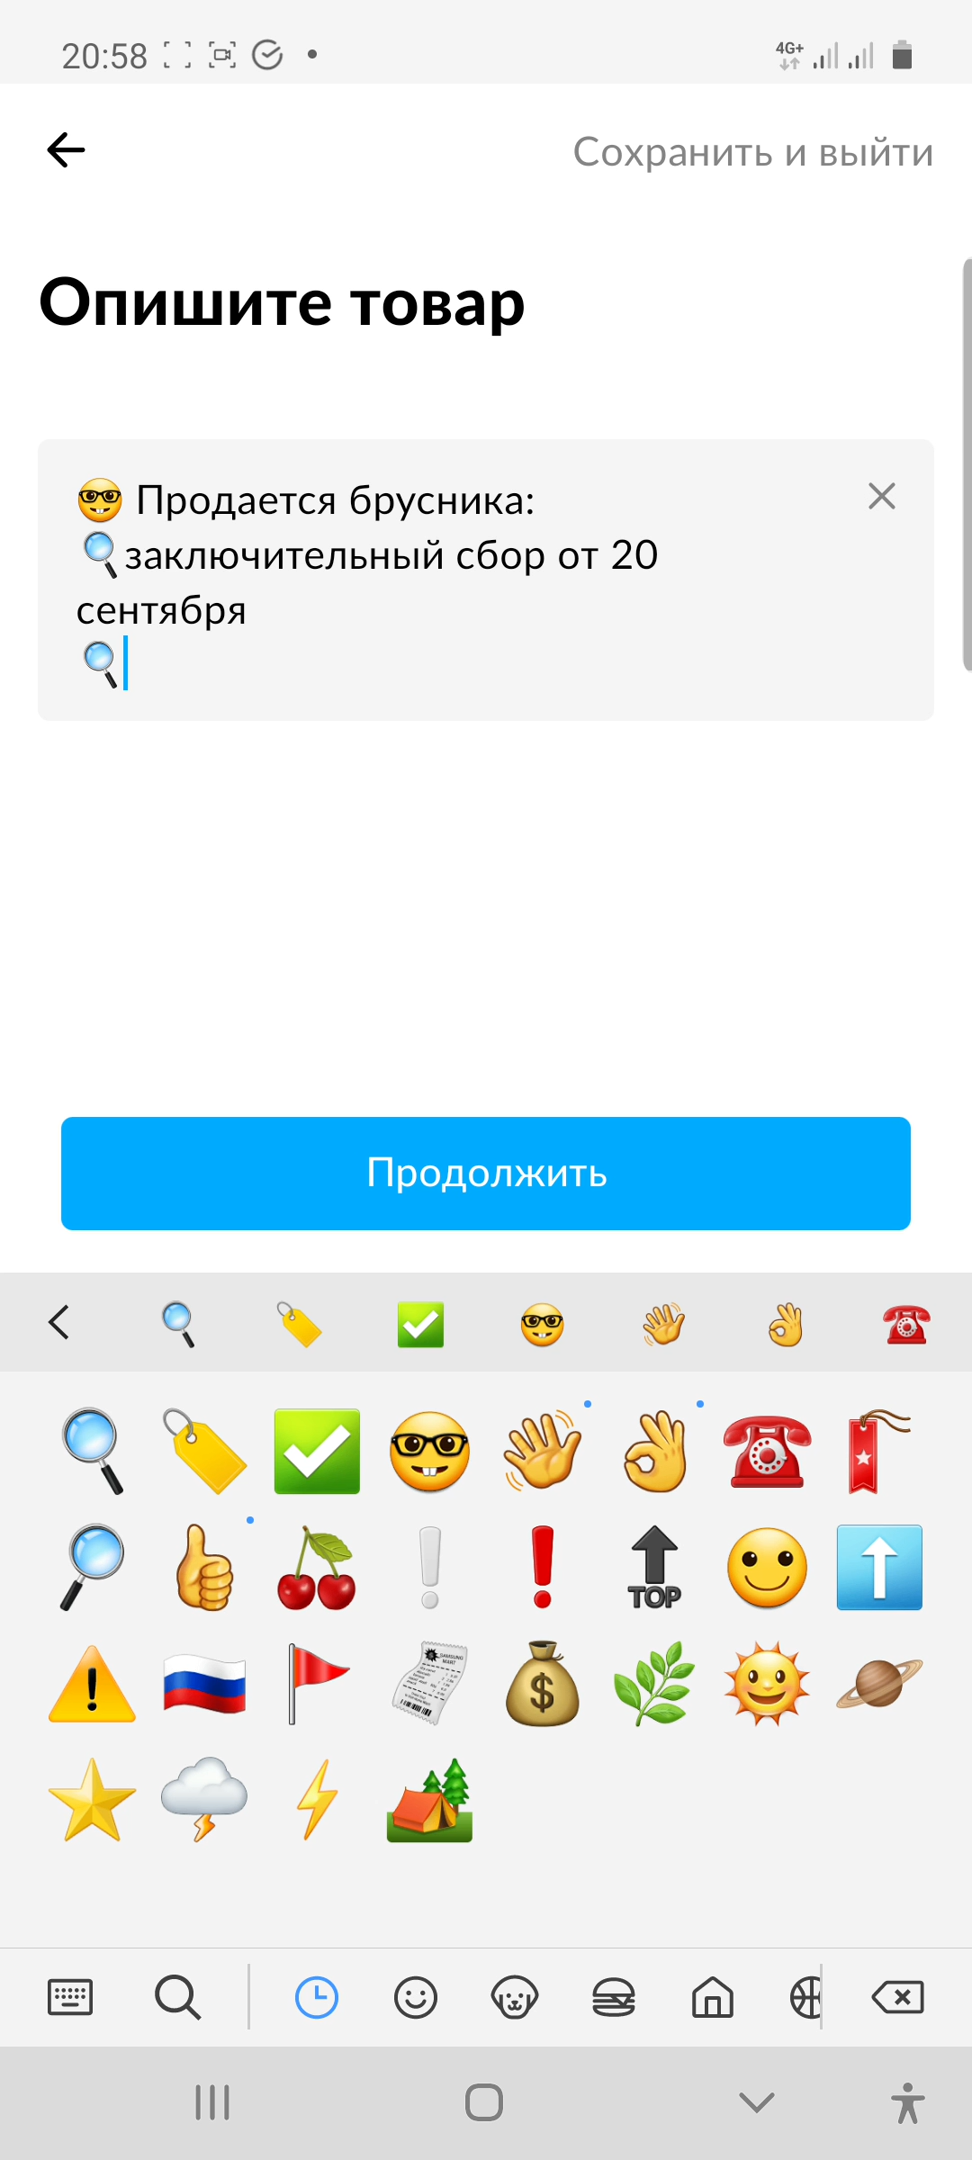 20:58
4G+
Сохранить и выйти
Опишите товар
🤓 Продается брусника:
🔍заключительный сбор от 20
сентября
🔍
Продолжить
TOP